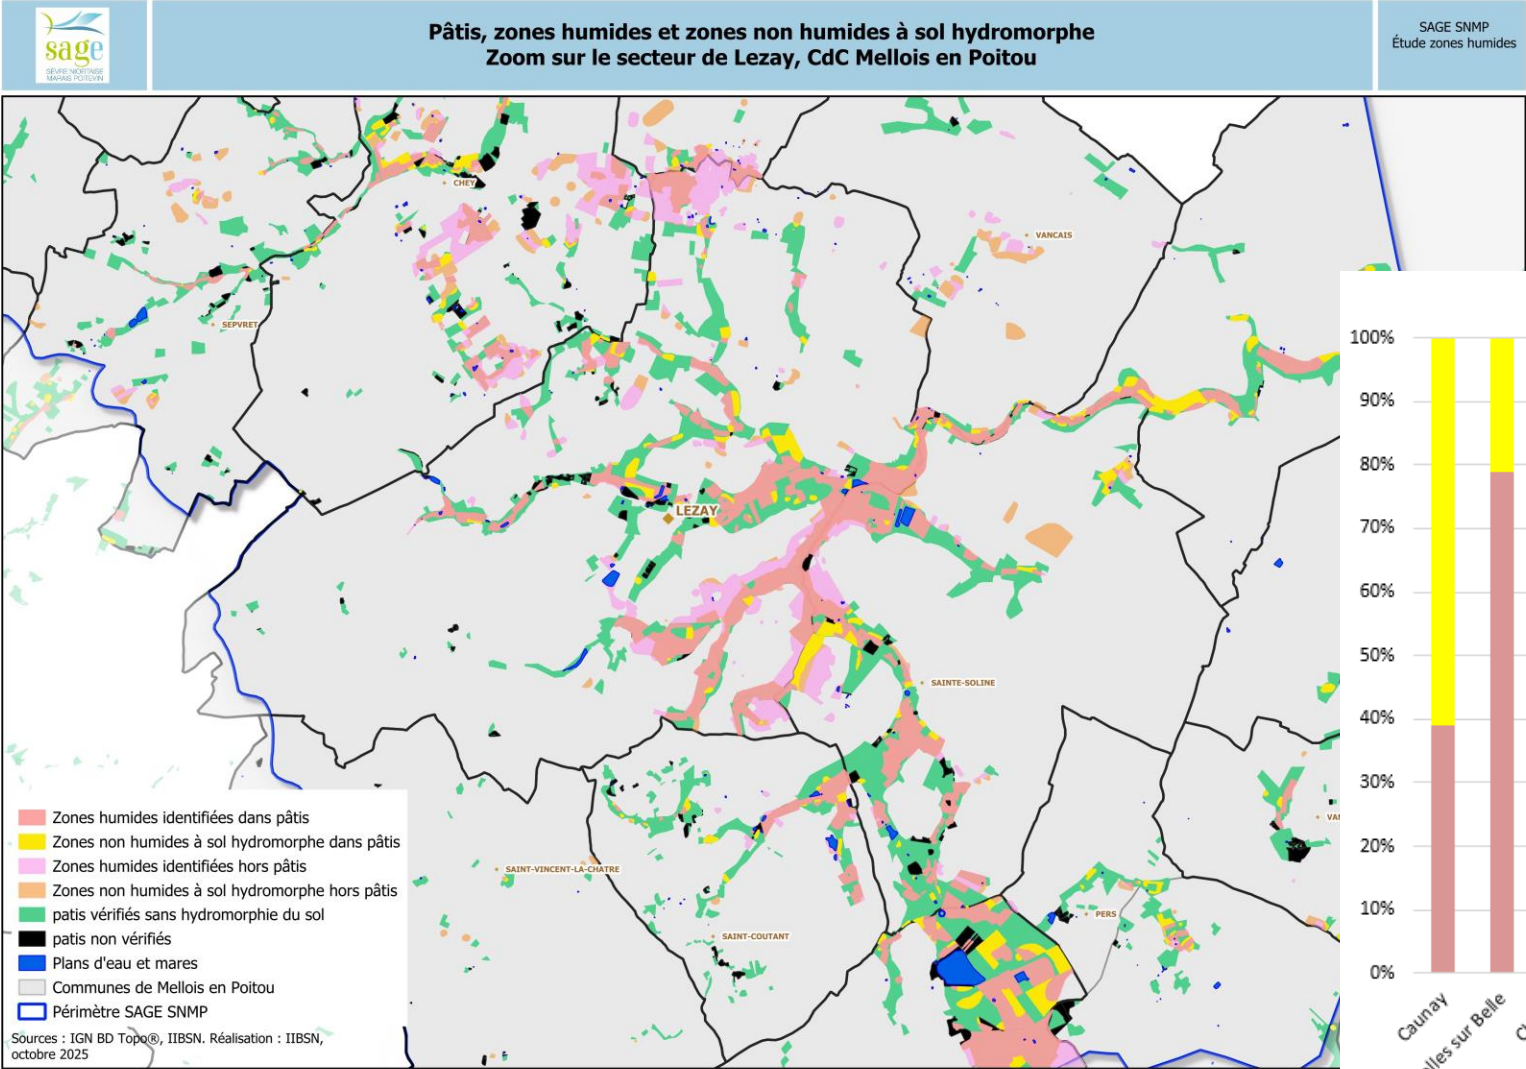 sage
SÈVRE NIORTAISE
MARAIS POITEVIN
Pâtis, zones humides et zones non humides à sol hydromorphe
Zoom sur le secteur de Lezay, CdC Mellois en Poitou
SAGE SNMP
Étude zones humides
CHEY
VANCAIS
SEPVRET
LEZAY
SAINTE-SOLINE
SAINT-VINCENT-LA-CHATRE
SAINT-COUTANT
PERS
VAN
Zones humides identifiées dans pâtis
Zones non humides à sol hydromorphe dans pâtis
Zones humides identifiées hors pâtis
Zones non humides à sol hydromorphe hors pâtis
patis vérifiés sans hydromorphie du sol
patis non vérifiés
Plans d'eau et mares
Communes de Mellois en Poitou
Périmètre SAGE SNMP
Sources : IGN BD Topo®, IIBSN. Réalisation : IIBSN,
octobre 2025
100%
90%
80%
70%
60%
50%
40%
30%
20%
10%
0%
Caunay
elles sur Belle